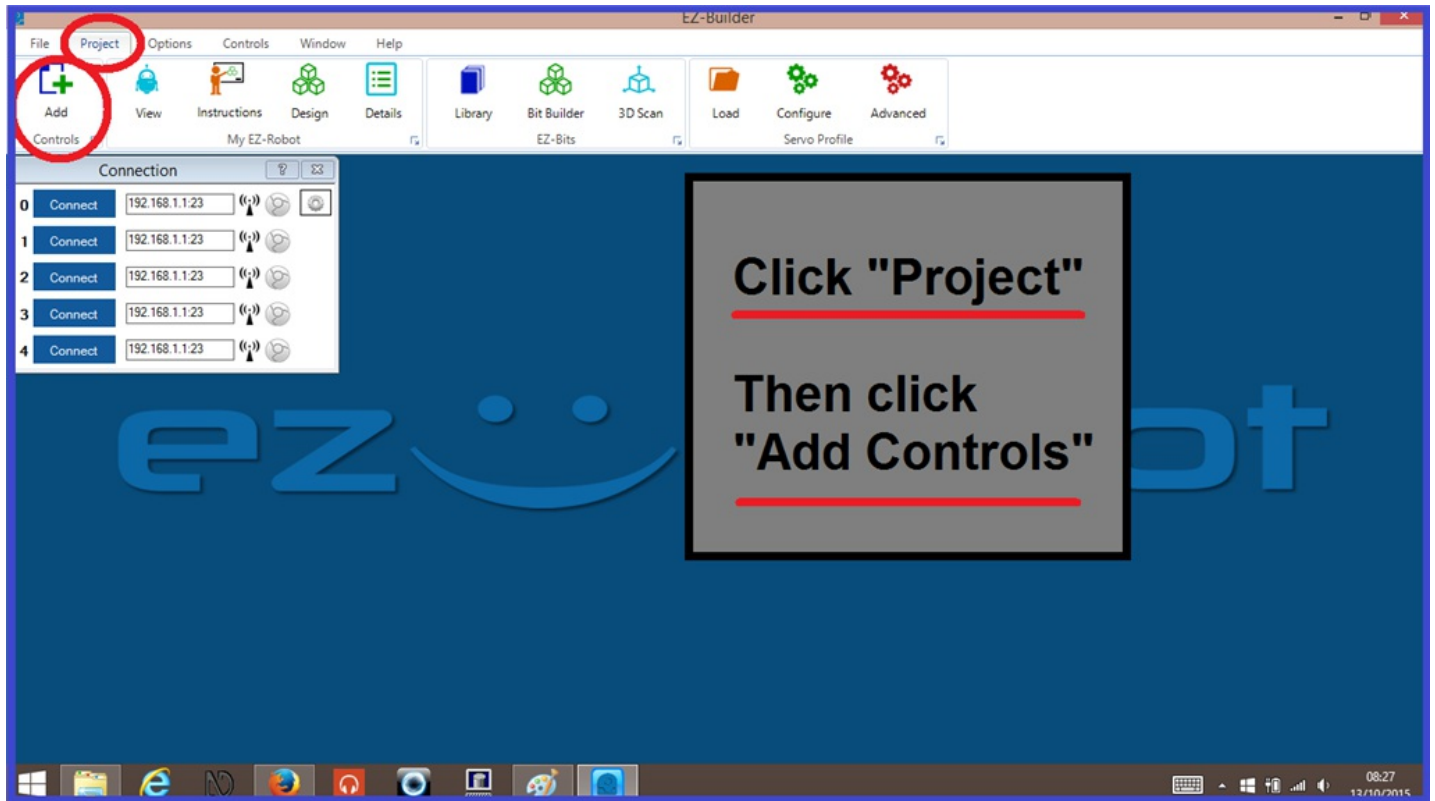 EZ-Builder
File Project Options Controls Window Help
Add View Instructions Design Details Library Bit Builder 3D Scan Load Configure Advanced
Controls My EZ-Robot EZ-Bits Servo Profile
Connection
0 Connect 192.168.1.1:23
1 Connect 192.168.1.1:23
2 Connect 192.168.1.1:23
3 Connect 192.168.1.1:23
4 Connect 192.168.1.1:23
Click "Project"
Then click
"Add Controls"
ez ot
08:27
13/10/2015